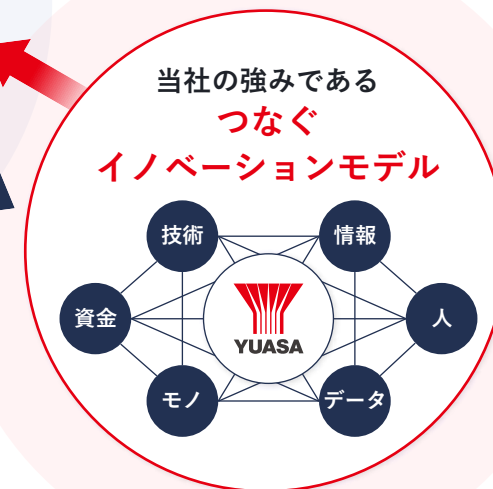 当社の強みである
つなぐ
イノベーションモデル
技術
情報
資金
YUASA
人
モノ
データ